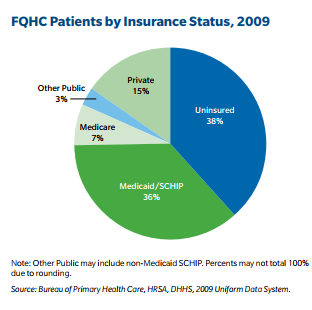 FQHC Patients by Insurance Status, 2009
Private
15%
Other Public
3%
Uninsured
38%
Medicare
7%
Medicaid/SCHIP
36%
Note: Other Public may include non-Medicaid SCHIP. Percents may not total 100%
due to rounding.
Source: Bureau of Primary Health Care, HRSA, DHHS, 2009 Uniform Data System.